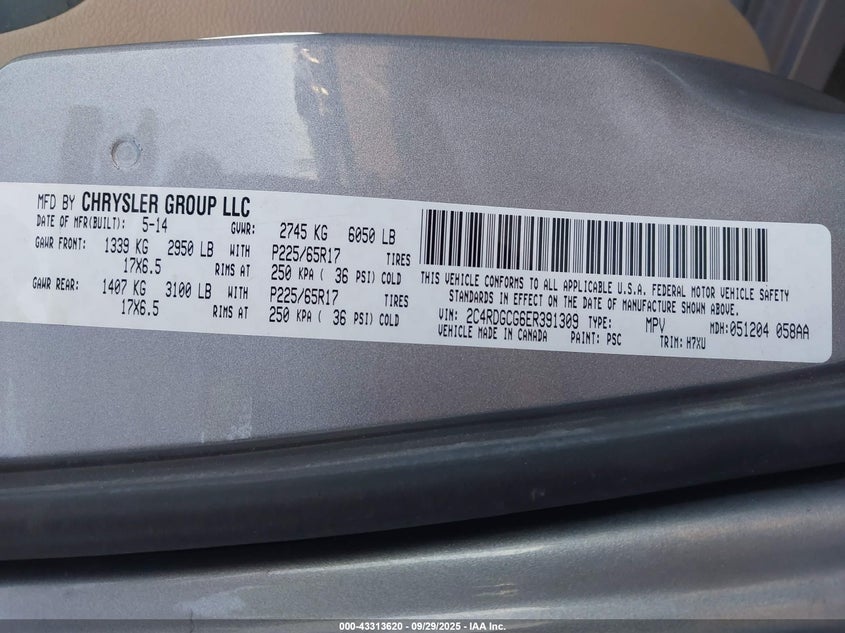 MFD BY CHRYSLER GROUP LLC
DATE OF MFR(BUILT): 5-14 GVWR: 2745 KG 6050 LB
GAWR FRONT: 1339 KG 2950 LB WITH P225/65R17 TIRES
17X6.5 RIMS AT 250 KPA ( 36 PSI) COLD
GAWR REAR: 1407 KG 3100 LB WITH P225/65R17 TIRES
17X6.5 RIMS AT 250 KPA ( 36 PSI) COLD
THIS VEHICLE CONFORMS TO ALL APPLICABLE U.S.A. FEDERAL MOTOR VEHICLE SAFETY
STANDARDS IN EFFECT ON THE DATE OF MANUFACTURE SHOWN ABOVE.
VIN: 2C4RDGCG6ER391309 TYPE: MPV MDH:051204 058AA
VEHICLE MADE IN CANADA PAINT: PSC TRIM: H7XU
000-43313620 | 09/29/2025 | IAA Inc.